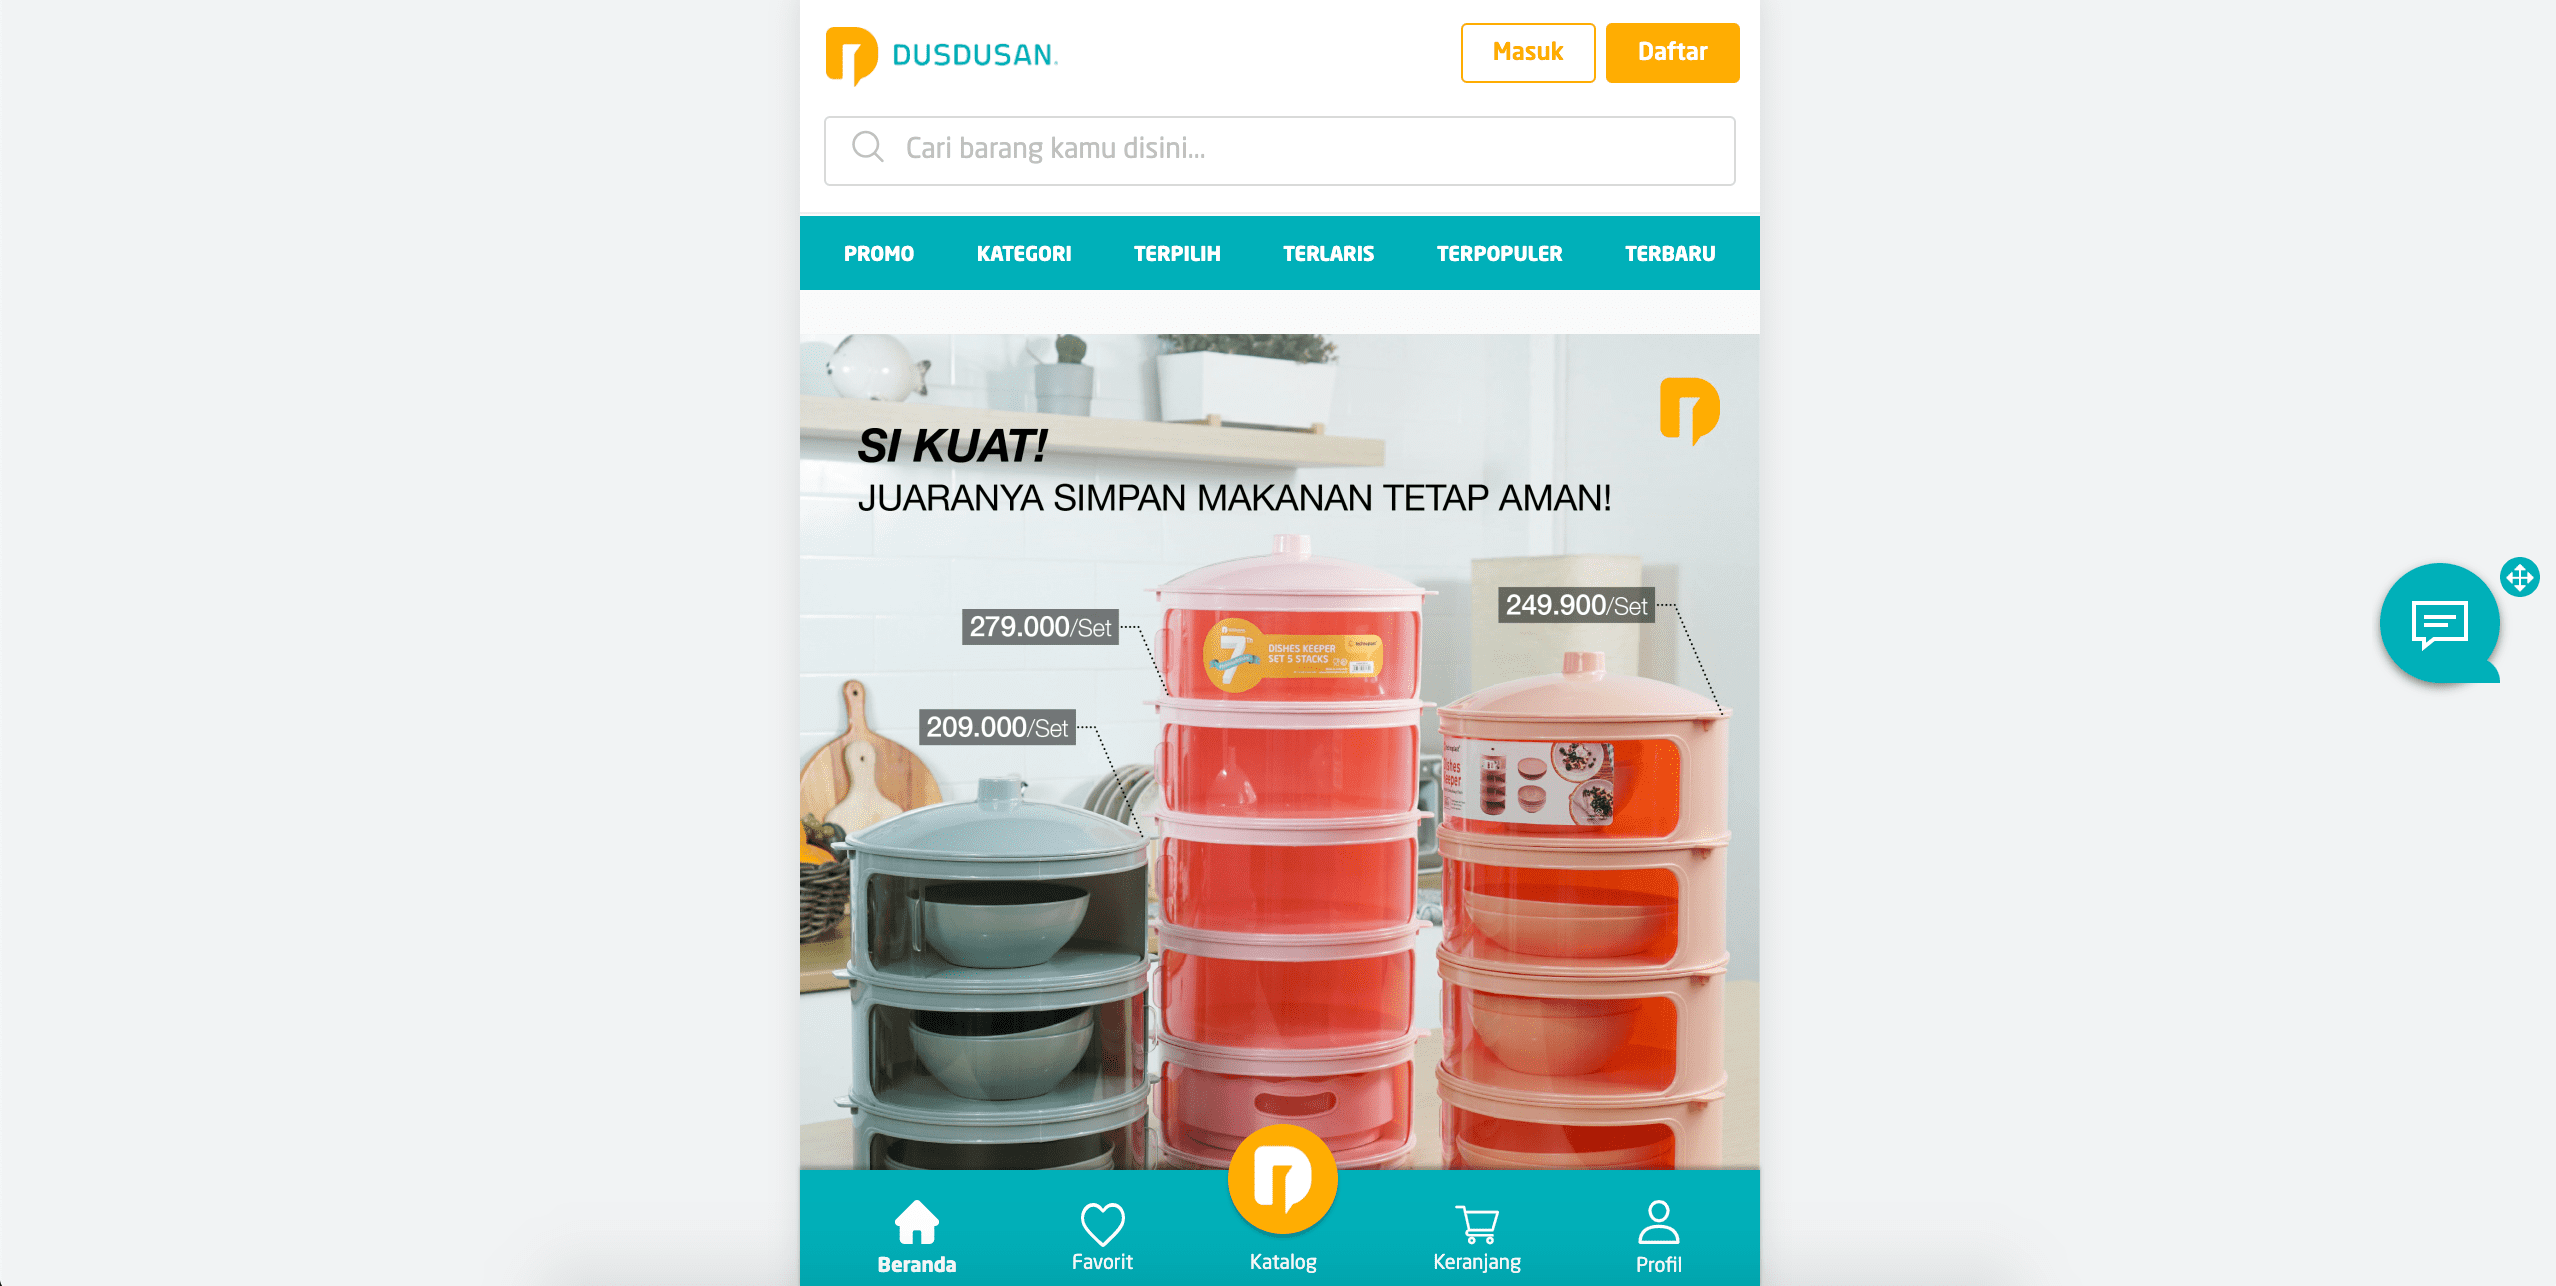 DUSDUSAN.
Masuk
Daftar
Cari barang kamu disini...
PROMO
KATEGORI
TERPILIH
TERLARIS
TERPOPULER
TERBARU
SI KUAT!
JUARANYA SIMPAN MAKANAN TETAP AMAN!
279.000/Set
249.900/Set
209.000/Set
7
DISHES KEEPER
SET 5 STACKS
Beranda
Favorit
Katalog
Keranjang
Profil